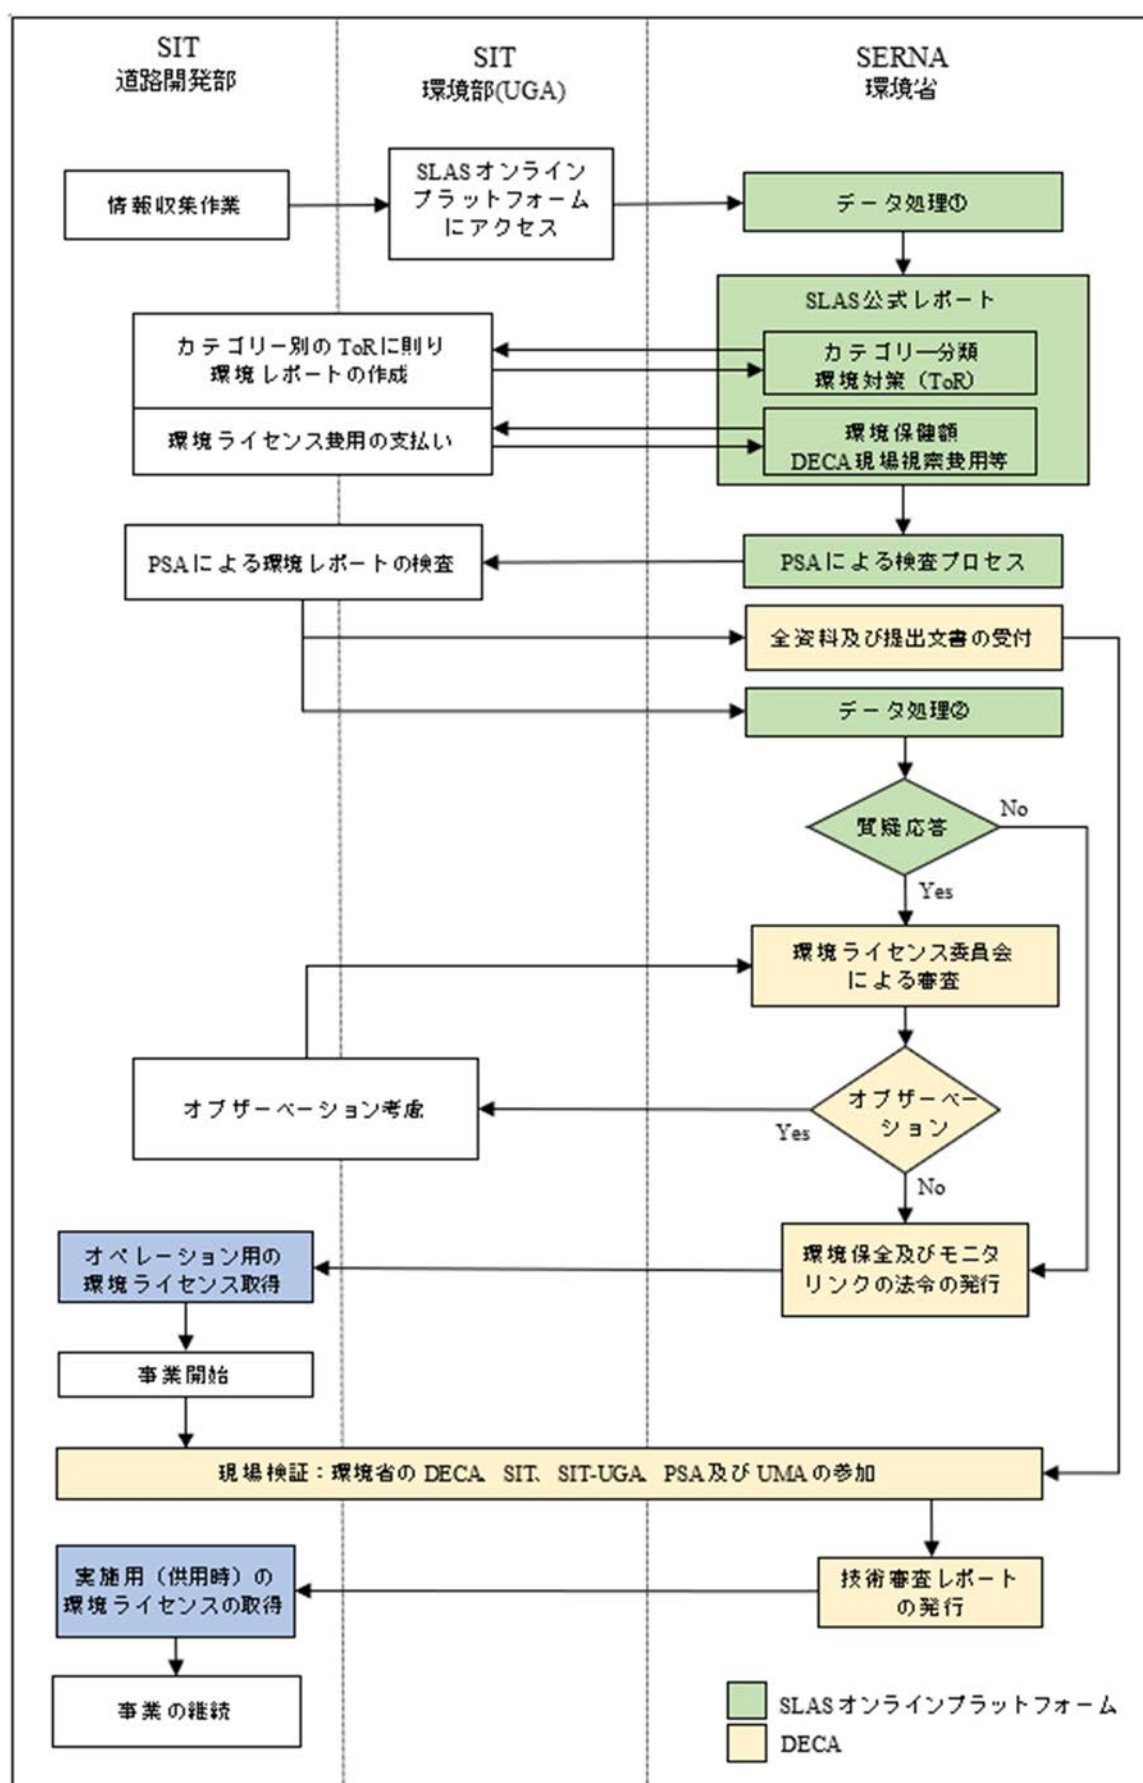 SIT
道路開発部
SIT
環境部(UGA)
SERNA
環境省
情報収集作業
SLASオンライン
プラットフォーム
にアクセス
データ処理①
SLAS公式レポート
カテゴリー別のToRに則り
環境レポートの作成
カテゴリー分類
環境対策（ToR）
環境ライセンス費用の支払い
環境保健額
DECA現場視察費用等
PSAによる環境レポートの検査
PSAによる検査プロセス
全資料及び提出文書の受付
データ処理②
質疑応答
No
Yes
環境ライセンス委員会
による審査
オブザーベーション考慮
オブザーベー
ション
Yes
No
オペレーション用の
環境ライセンス取得
環境保全及びモニタ
リンクの法令の発行
事業開始
現場検証：環境省のDECA、SIT、SIT-UGA、PSA及びUMAの参加
実施用（供用時）の
環境ライセンスの取得
技術審査レポート
の発行
事業の継続
SLASオンラインプラットフォーム
DECA